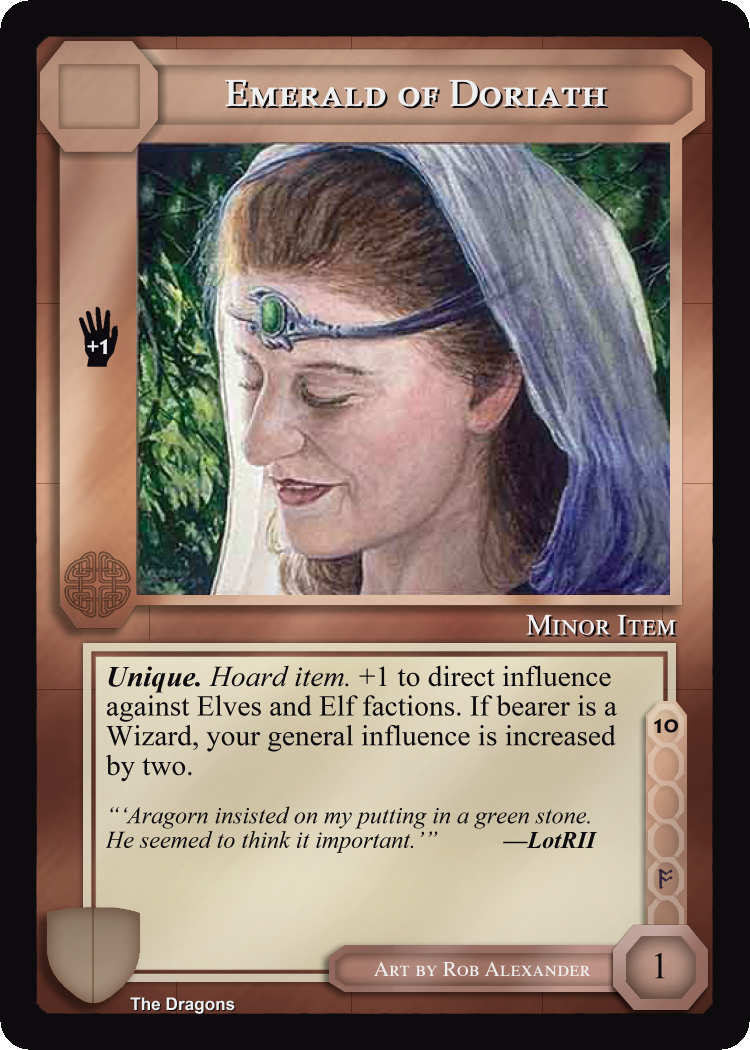 Emerald of Doriath
+1
Minor Item
Unique. Hoard item. +1 to direct influence
against Elves and Elf factions. If bearer is a
Wizard, your general influence is increased
by two.
10
“‘Aragorn insisted on my putting in a green stone.
He seemed to think it important.’” —LotRII
ᚩ
Art by Rob Alexander
1
The Dragons